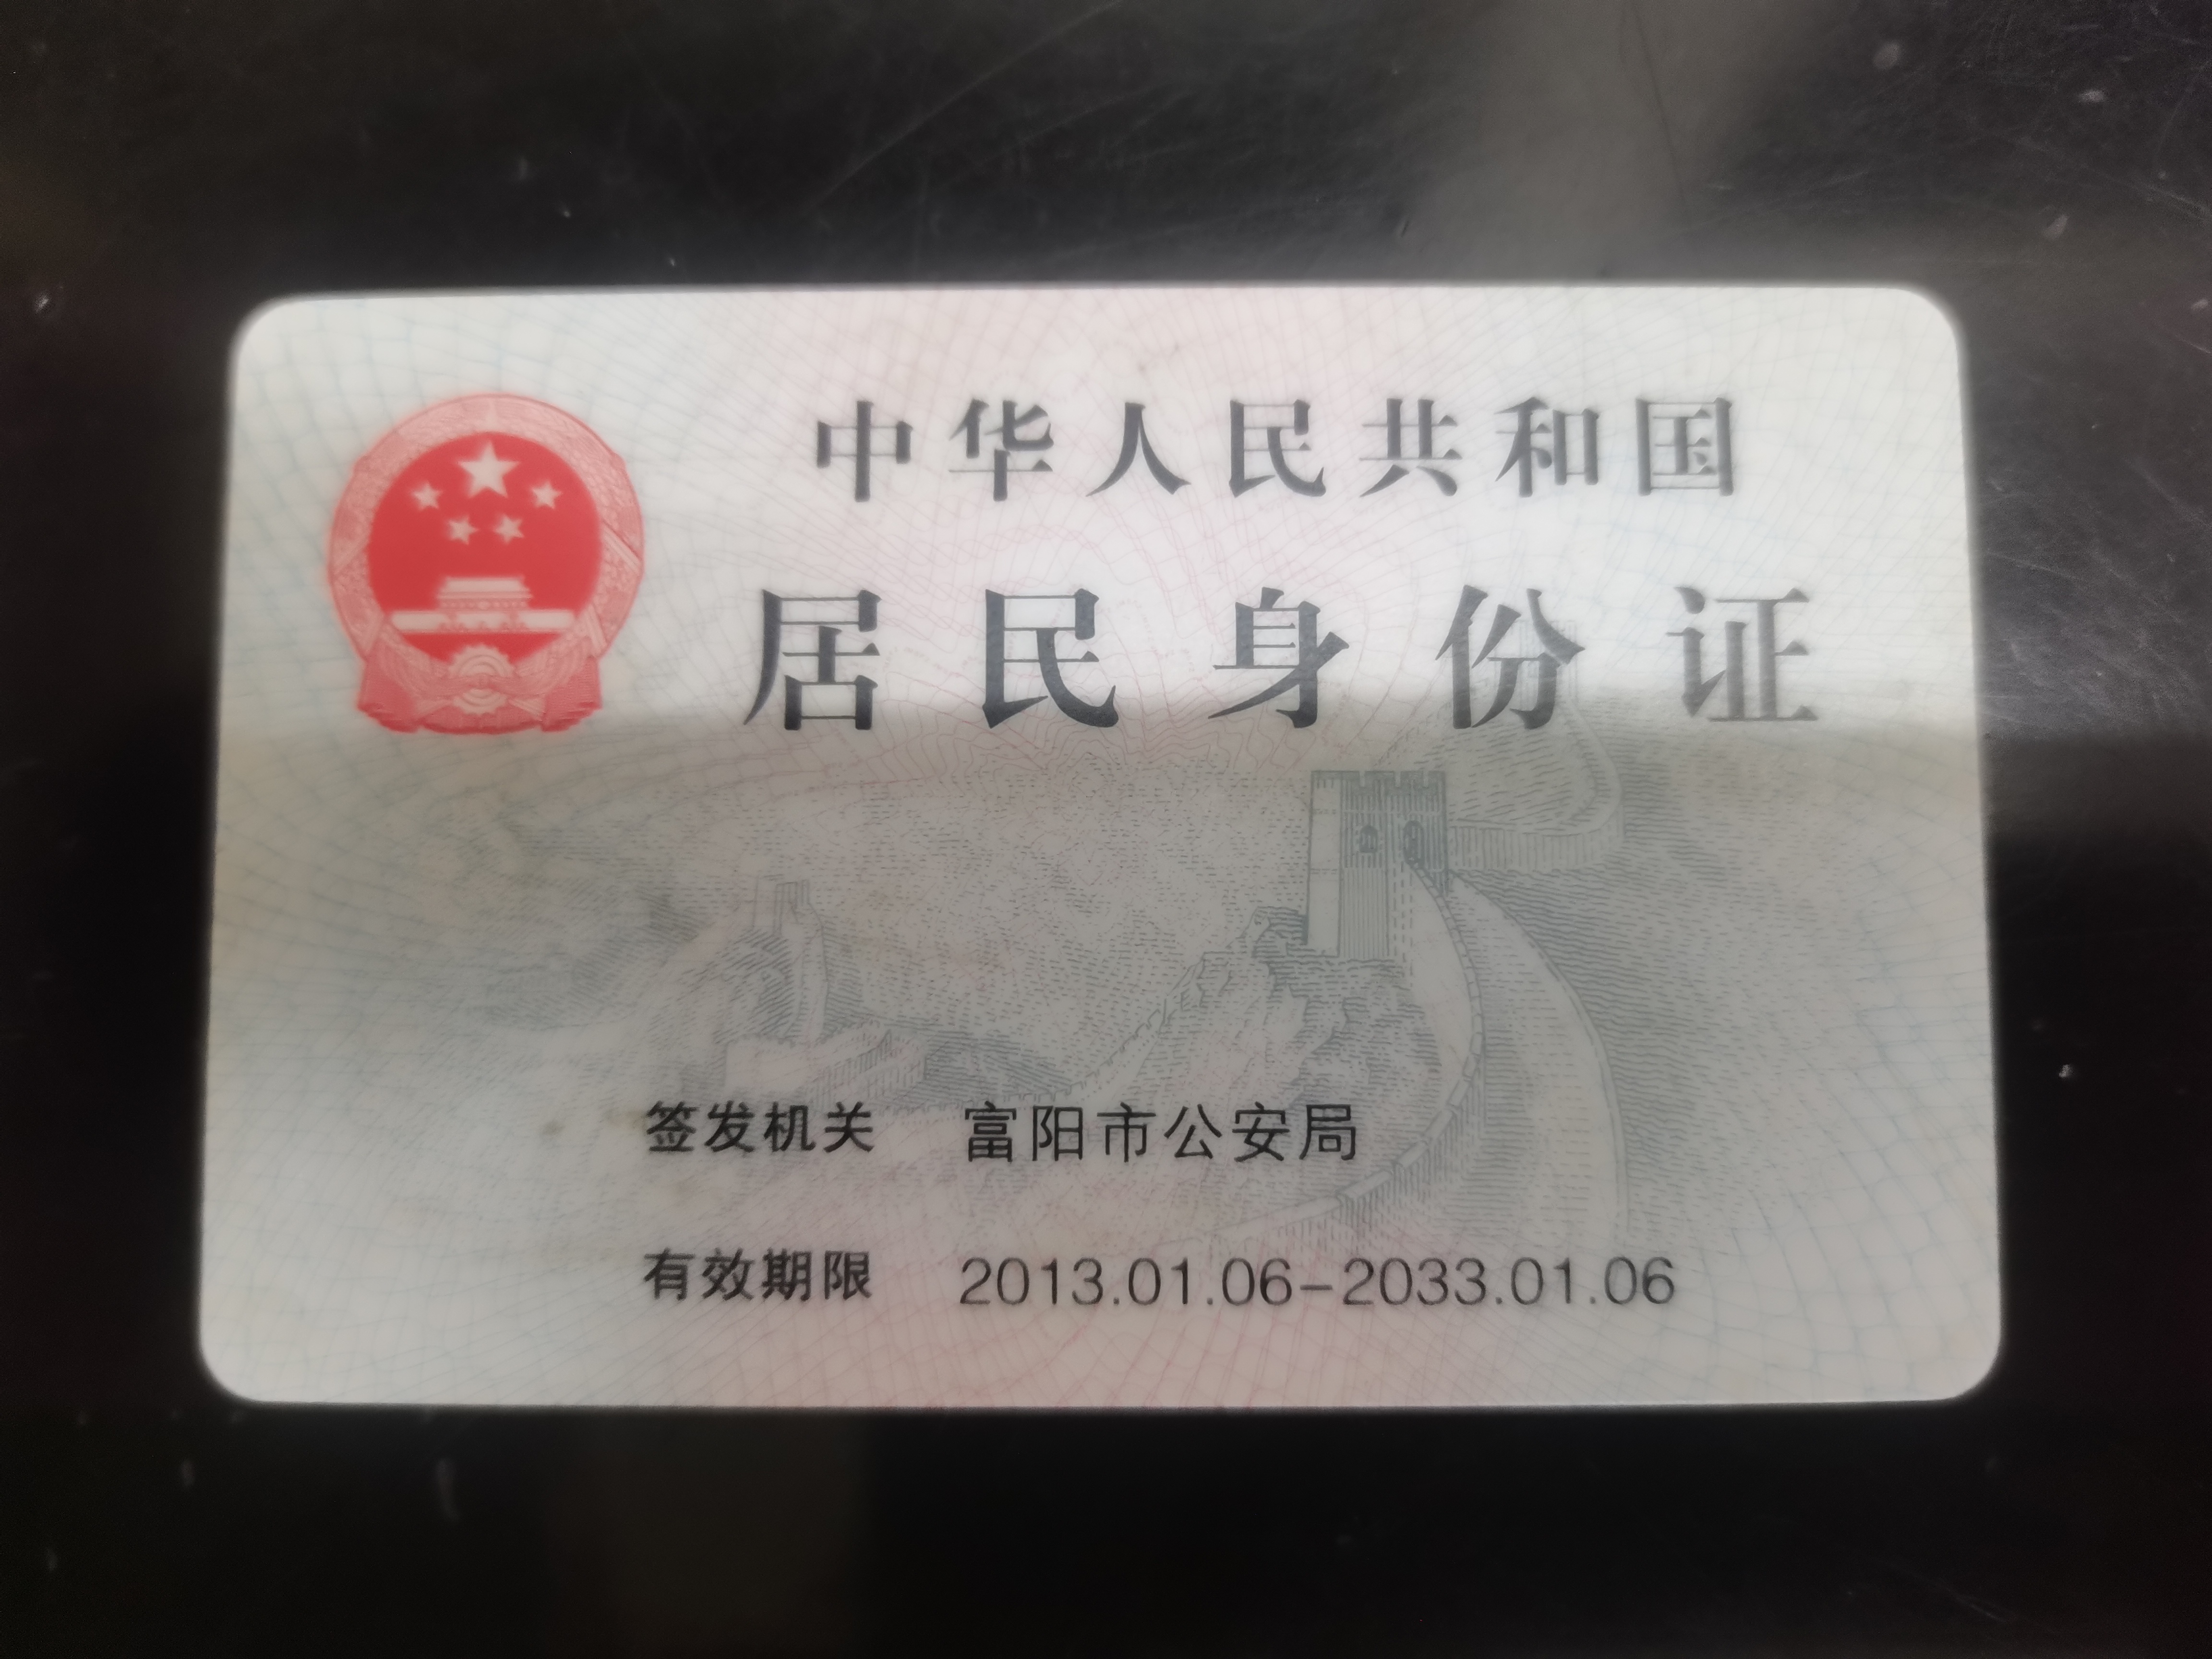 中华人民共和国
居民身份证
签发机关 富阳市公安局
有效期限 2013.01.06-2033.01.06